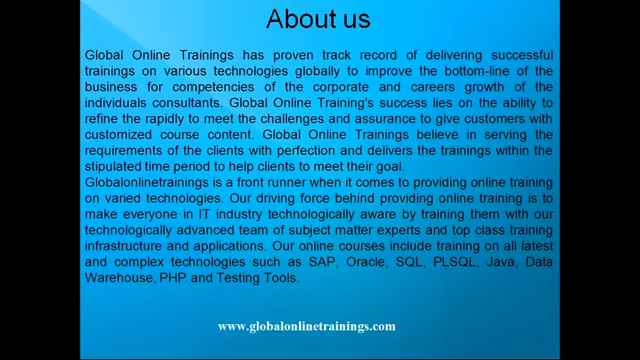 About us
Global Online Trainings has proven track record of delivering successful
trainings on various technologies globally to improve the bottom-line of the
business for competencies of the corporate and careers growth of the
individuals consultants. Global Online Training's success lies on the ability to
refine the rapidly to meet the challenges and assurance to give customers with
customized course content. Global Online Trainings believe in serving the
requirements of the clients with perfection and delivers the trainings within the
stipulated time period to help clients to meet their goal.
Globalonlinetrainings is a front runner when it comes to providing online training
on varied technologies. Our driving force behind providing online training is to
make everyone in IT industry technologically aware by training them with our
technologically advanced team of subject matter experts and top class training
infrastructure and applications. Our online courses include training on all latest
and complex technologies such as SAP, Oracle, SQL, PLSQL, Java, Data
Warehouse, PHP and Testing Tools.
www.globalonlinetrainings.com